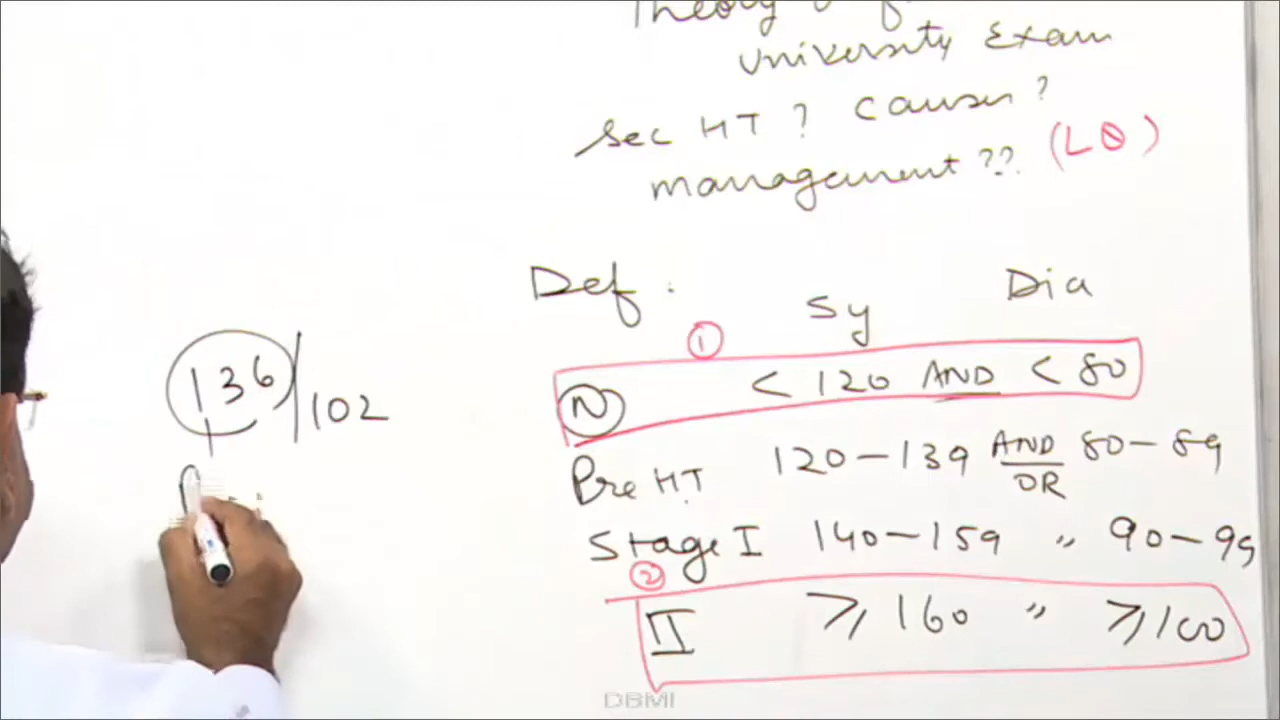 Theory
University Exam
Sec HT ? Causes ?
management ?? (LQ)
Def : Sy Dia
①
N < 120 AND < 80
Pre HT 120-139 AND/OR 80-89
Stage I 140-159 " 90-99
②
II ≥ 160 " ≥ 100
136/102
DBMI